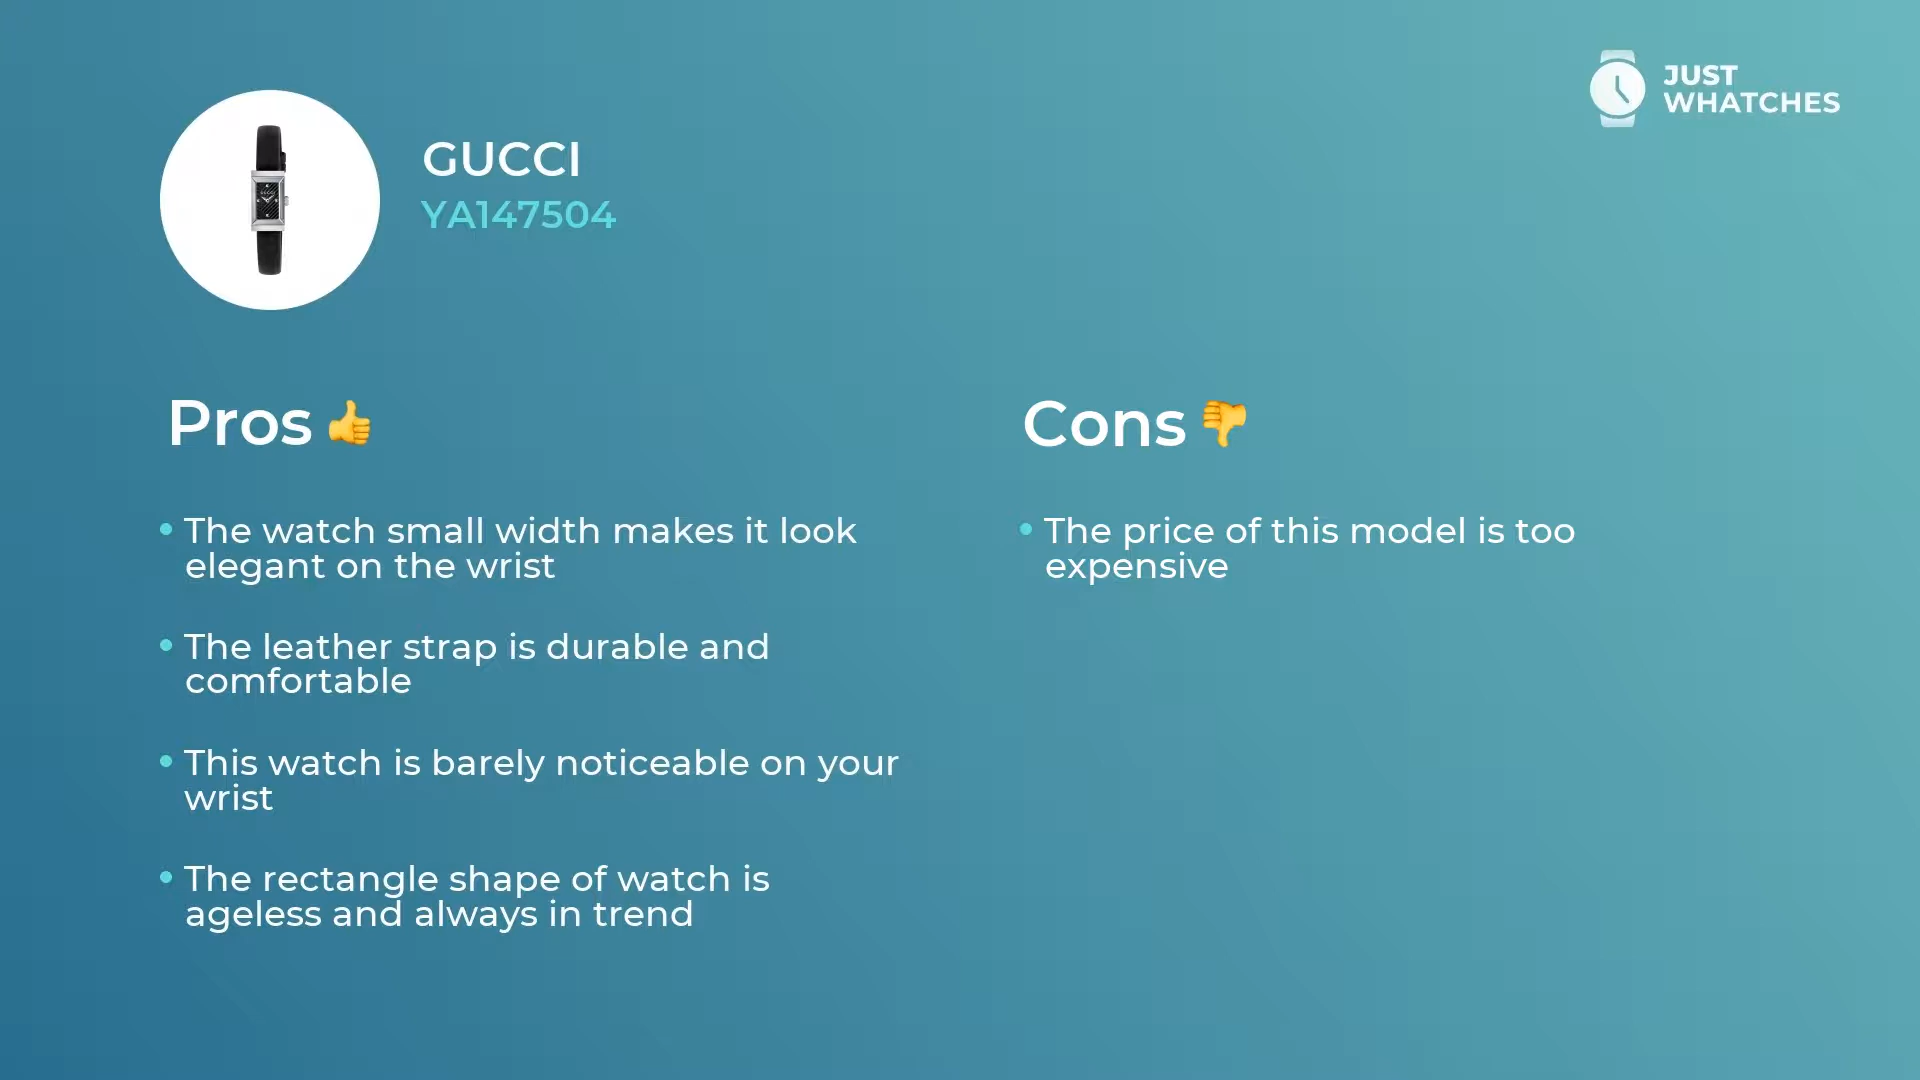 JUST
WHATCHES
GUCCI
YA147504
Pros 👍
The watch small width makes it look
elegant on the wrist
The leather strap is durable and
comfortable
This watch is barely noticeable on your
wrist
The rectangle shape of watch is
ageless and always in trend
Cons 👎
The price of this model is too
expensive